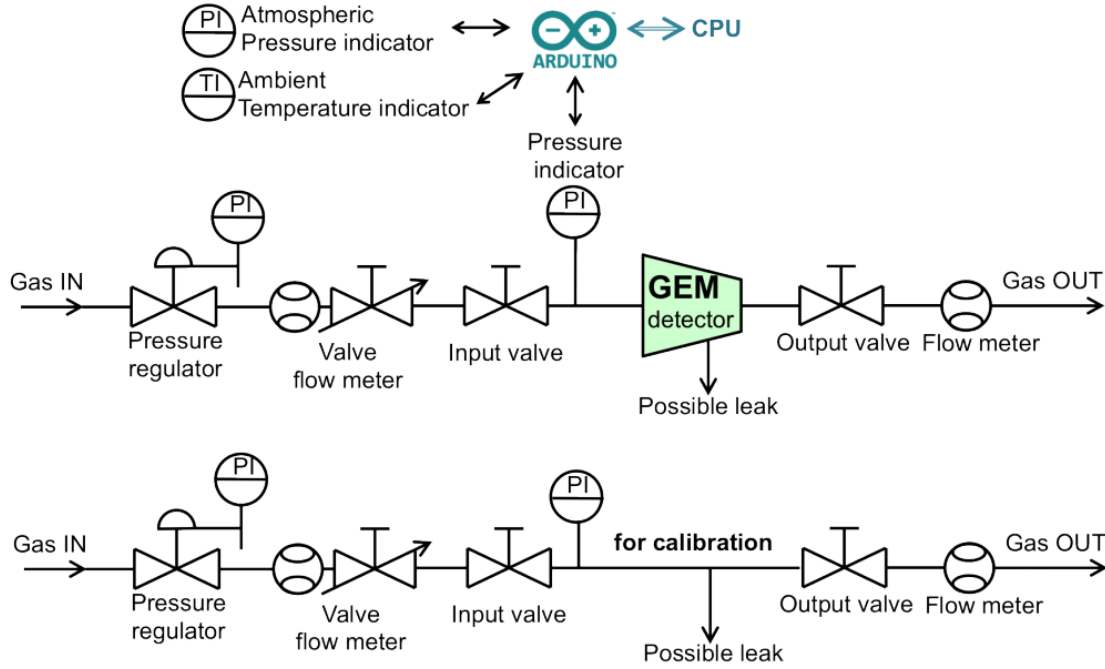 PI
Atmospheric
Pressure indicator
TI
Ambient
Temperature indicator
ARDUINO
CPU
Pressure
indicator
PI
PI
Gas IN
Pressure
regulator
Valve
flow meter
Input valve
GEM
detector
Possible leak
Output valve
Flow meter
Gas OUT
PI
PI
Gas IN
Pressure
regulator
Valve
flow meter
Input valve
for calibration
Possible leak
Output valve
Flow meter
Gas OUT